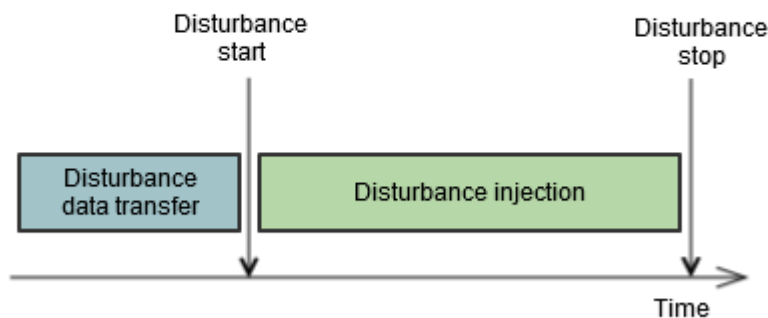 Disturbance
start
Disturbance
stop
Disturbance
data transfer
Disturbance injection
Time